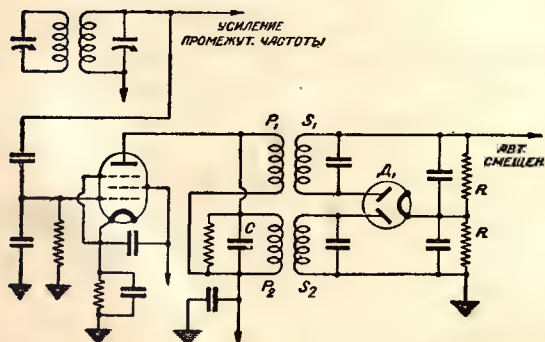 УСИЛЕНИЕ
ПРОМЕЖУТ. ЧАСТОТЫ
P₁
S₁
АВТ.
СМЕЩЕН.
Д₁
R
C
R
P₂
S₂